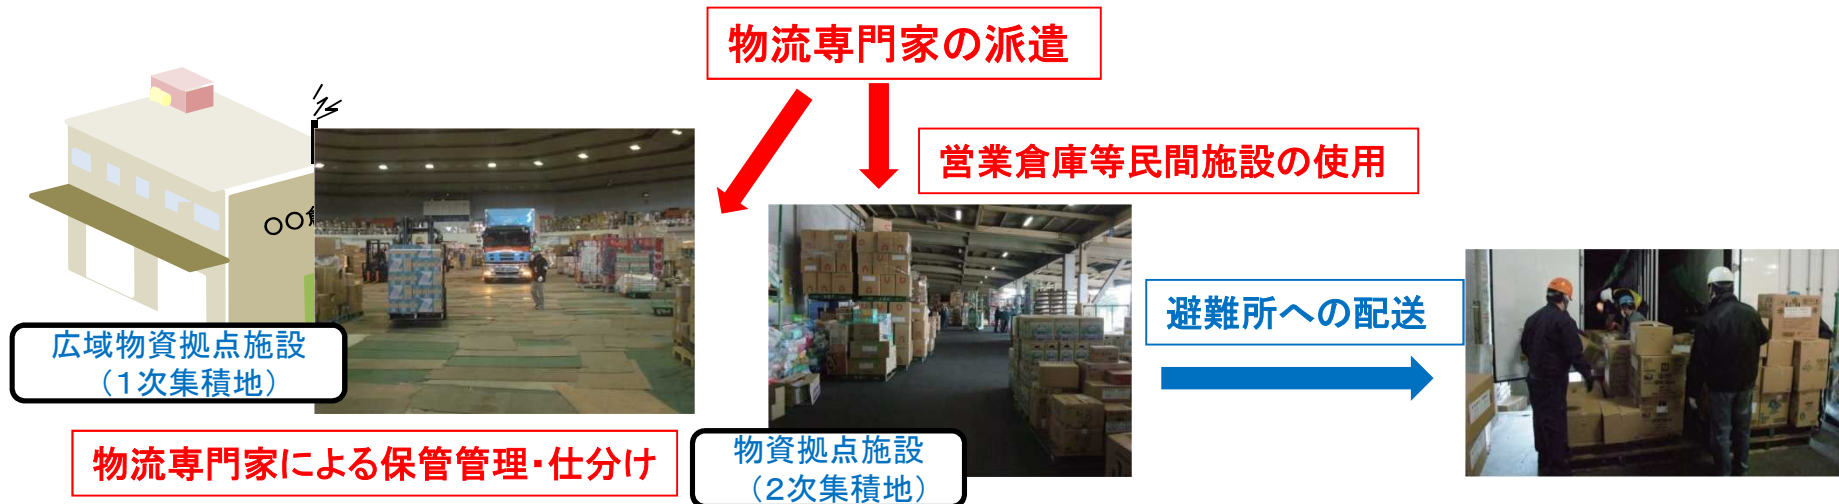 物流専門家の派遣
営業倉庫等民間施設の使用
○○
避難所への配送
広域物資拠点施設
（1次集積地）
物流専門家による保管管理・仕分け
物資拠点施設
（2次集積地）